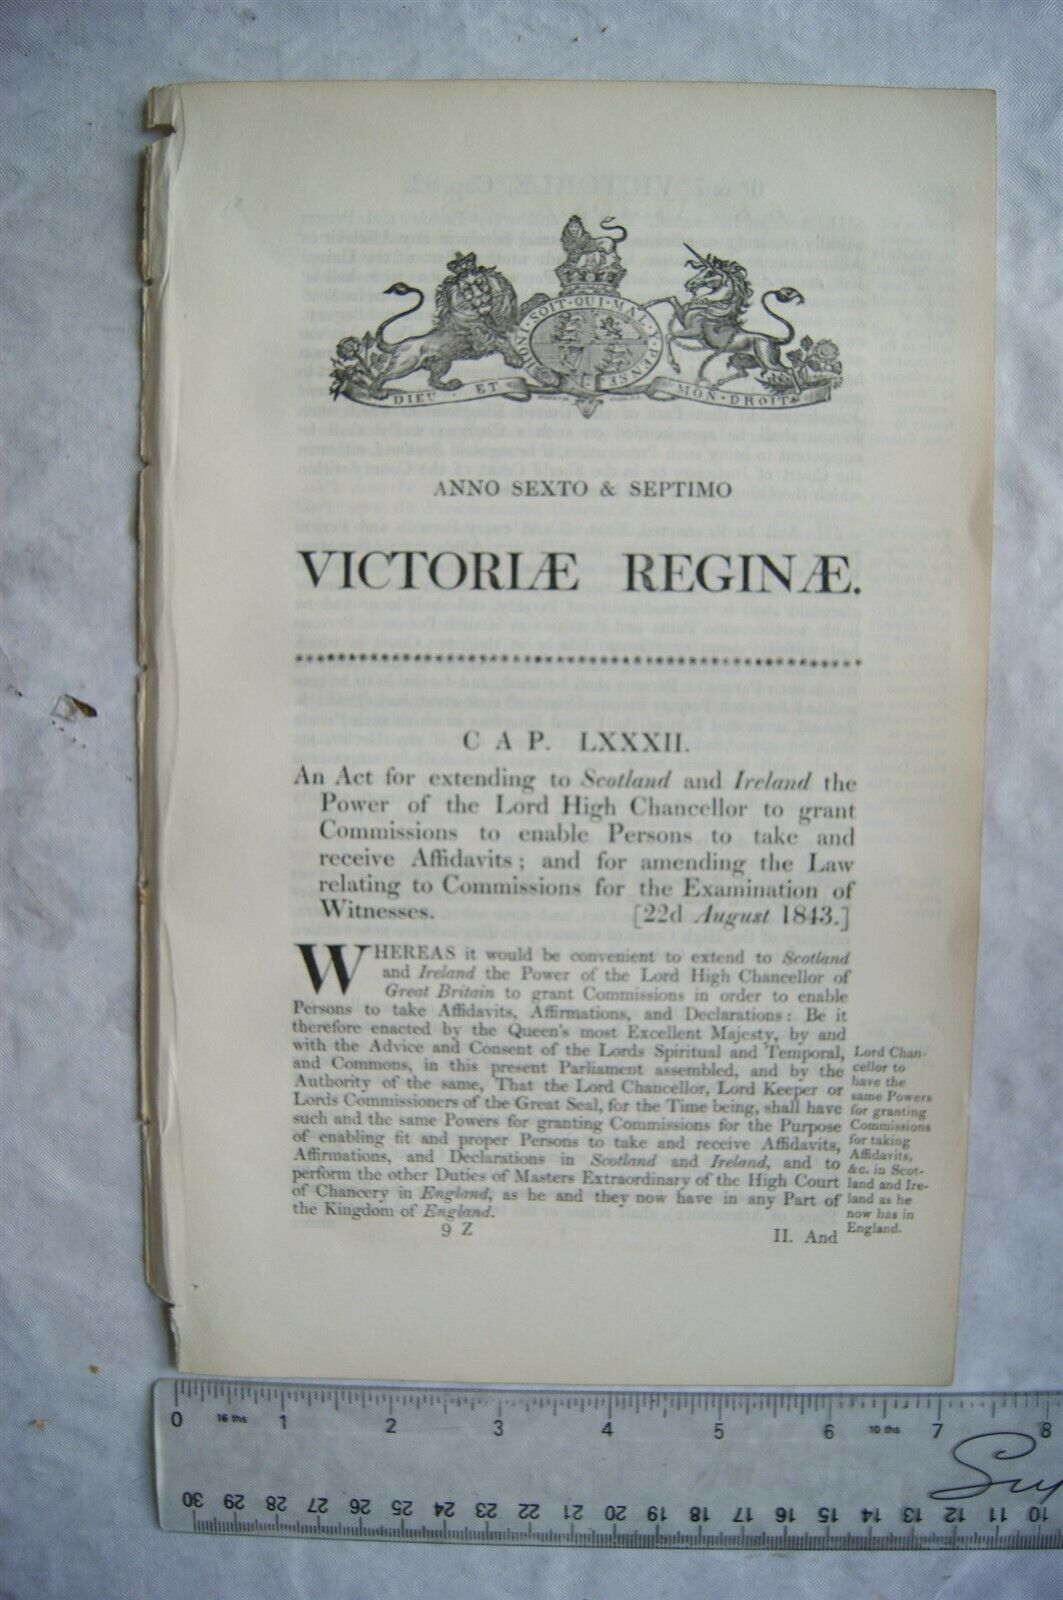 HONI · SOIT · QUI · MAL · Y · PENSE
DIEU · ET
MON · DROIT
ANNO SEXTO & SEPTIMO
VICTORIÆ REGINÆ.
CAP. LXXXII.
An Act for extending to Scotland and Ireland the
Power of the Lord High Chancellor to grant
Commissions to enable Persons to take and
receive Affidavits; and for amending the Law
relating to Commissions for the Examination of
Witnesses. [22d August 1843.]
WHEREAS it would be convenient to extend to Scotland
and Ireland the Power of the Lord High Chancellor of
Great Britain to grant Commissions in order to enable
Persons to take Affidavits, Affirmations, and Declarations: Be it
therefore enacted by the Queen's most Excellent Majesty, by and
with the Advice and Consent of the Lords Spiritual and Temporal,
and Commons, in this present Parliament assembled, and by the
Authority of the same, That the Lord Chancellor, Lord Keeper or
Lords Commissioners of the Great Seal, for the Time being, shall have
such and the same Powers for granting Commissions for the Purpose
of enabling fit and proper Persons to take and receive Affidavits,
Affirmations, and Declarations in Scotland and Ireland, and to
perform the other Duties of Masters Extraordinary of the High Court
of Chancery in England, as he and they now have in any Part of
the Kingdom of England.
Lord Chan-
cellor to
have the
same Powers
for granting
Commissions
for taking
Affidavits,
&c. in Scot-
land and Ire-
land as he
now has in
England.
9 Z
II. And
0 16 ths 1 2 3 4 5 6 10 ths 7 8
30 29 28 27 26 25 24 23 22 21 20 19 18 17 16 15 14 13 12 11 10